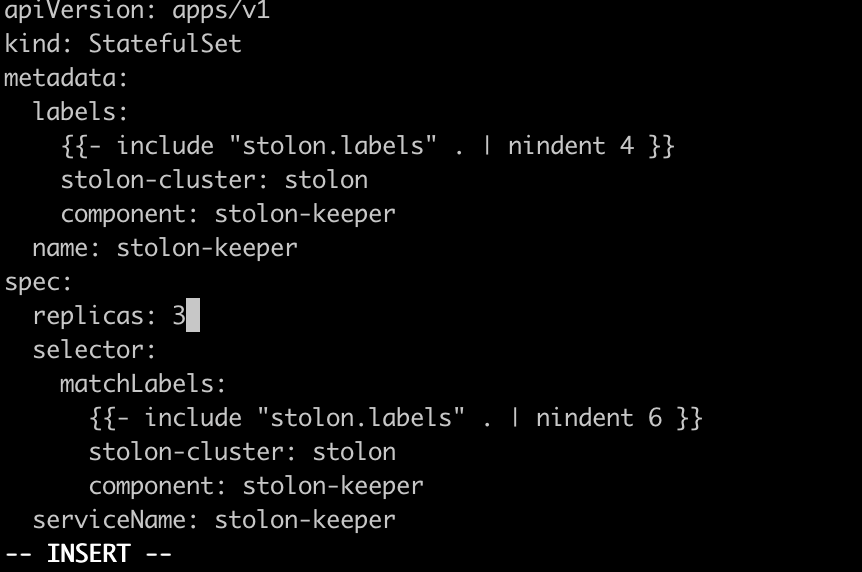 apiVersion: apps/v1
kind: StatefulSet
metadata:
  labels:
    {{- include "stolon.labels" . | nindent 4 }}
    stolon-cluster: stolon
    component: stolon-keeper
  name: stolon-keeper
spec:
  replicas: 3
  selector:
    matchLabels:
      {{- include "stolon.labels" . | nindent 6 }}
      stolon-cluster: stolon
      component: stolon-keeper
  serviceName: stolon-keeper
-- INSERT --